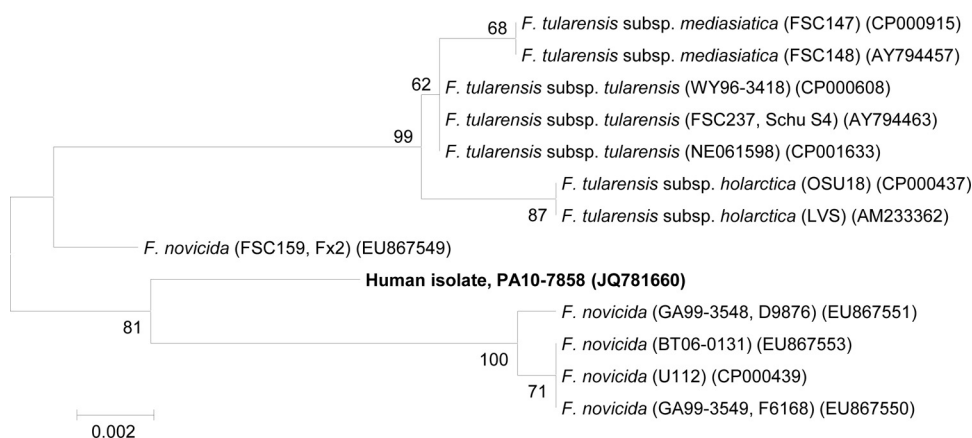 68
F. tularensis subsp. mediasiatica (FSC147) (CP000915)
F. tularensis subsp. mediasiatica (FSC148) (AY794457)
62
F. tularensis subsp. tularensis (WY96-3418) (CP000608)
F. tularensis subsp. tularensis (FSC237, Schu S4) (AY794463)
99
F. tularensis subsp. tularensis (NE061598) (CP001633)
F. tularensis subsp. holarctica (OSU18) (CP000437)
87
F. tularensis subsp. holarctica (LVS) (AM233362)
F. novicida (FSC159, Fx2) (EU867549)
Human isolate, PA10-7858 (JQ781660)
81
F. novicida (GA99-3548, D9876) (EU867551)
F. novicida (BT06-0131) (EU867553)
100
F. novicida (U112) (CP000439)
71
F. novicida (GA99-3549, F6168) (EU867550)
0.002